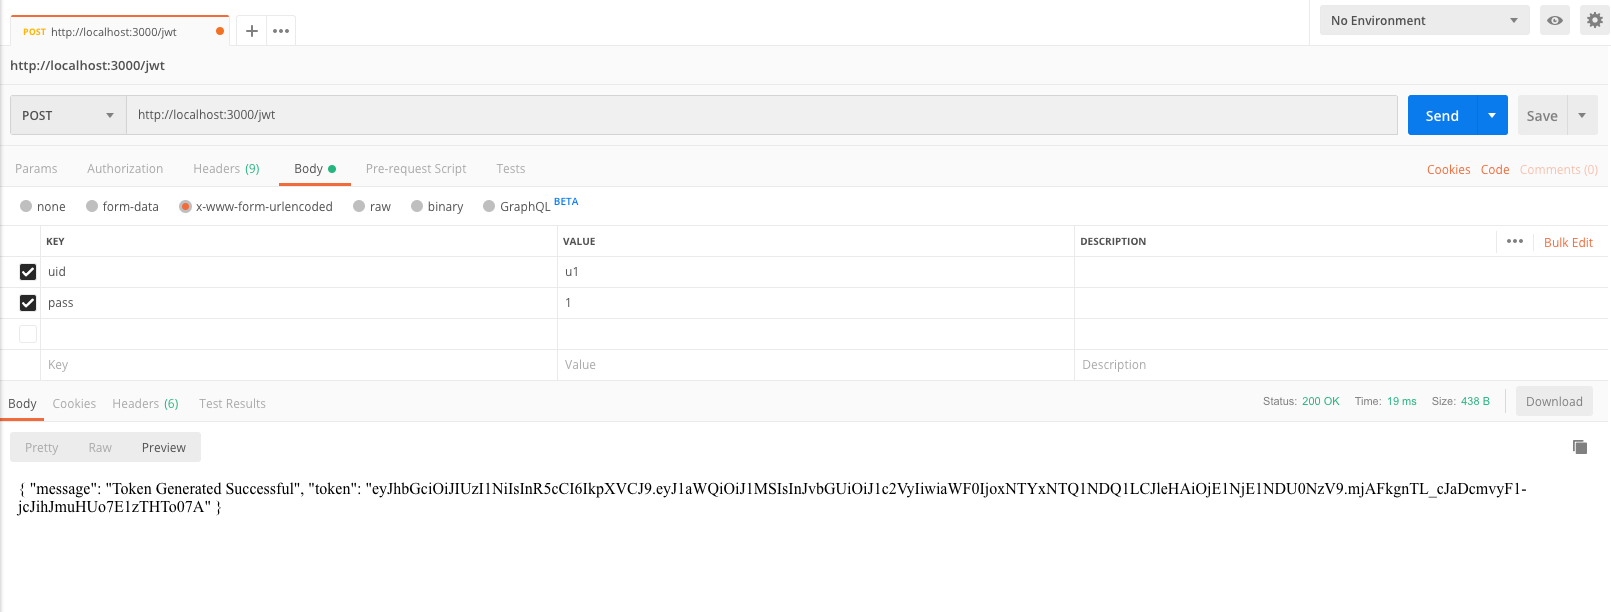 POST http://localhost:3000/jwt
No Environment
http://localhost:3000/jwt
POST http://localhost:3000/jwt Send Save
Params Authorization Headers (9) Body Pre-request Script Tests Cookies Code Comments (0)
none form-data x-www-form-urlencoded raw binary GraphQL BETA
KEY VALUE DESCRIPTION Bulk Edit
uid u1
pass 1
Key Value Description
Body Cookies Headers (6) Test Results Status: 200 OK Time: 19 ms Size: 438 B Download
Pretty Raw Preview
{ "message": "Token Generated Successful", "token": "eyJhbGciOiJIUzI1NiIsInR5cCI6IkpXVCJ9.eyJ1aWQiOiJ1MSIsInJvbGUiOiJ1c2VyIiwiaWF0IjoxNTYxNTQ1NDQ1LCJleHAiOjE1NjE1NDU0NzV9.mjAFkgnTL_cJaDcmvyF1-
jcJihJmuHUo7E1zTHTo07A" }